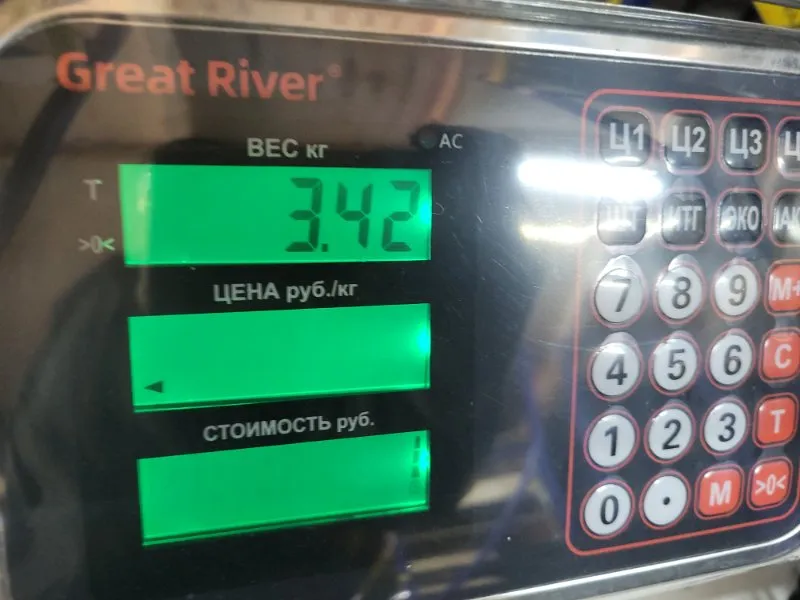 Great River®
ВЕС кг
AC
T
>0<
3.42
ЦЕНА руб./кг
СТОИМОСТЬ руб.
Ц1 Ц2 Ц3
ШТ ИТГ ЭКО
7 8 9 M+
4 5 6 C
1 2 3 T
0 . M >0<